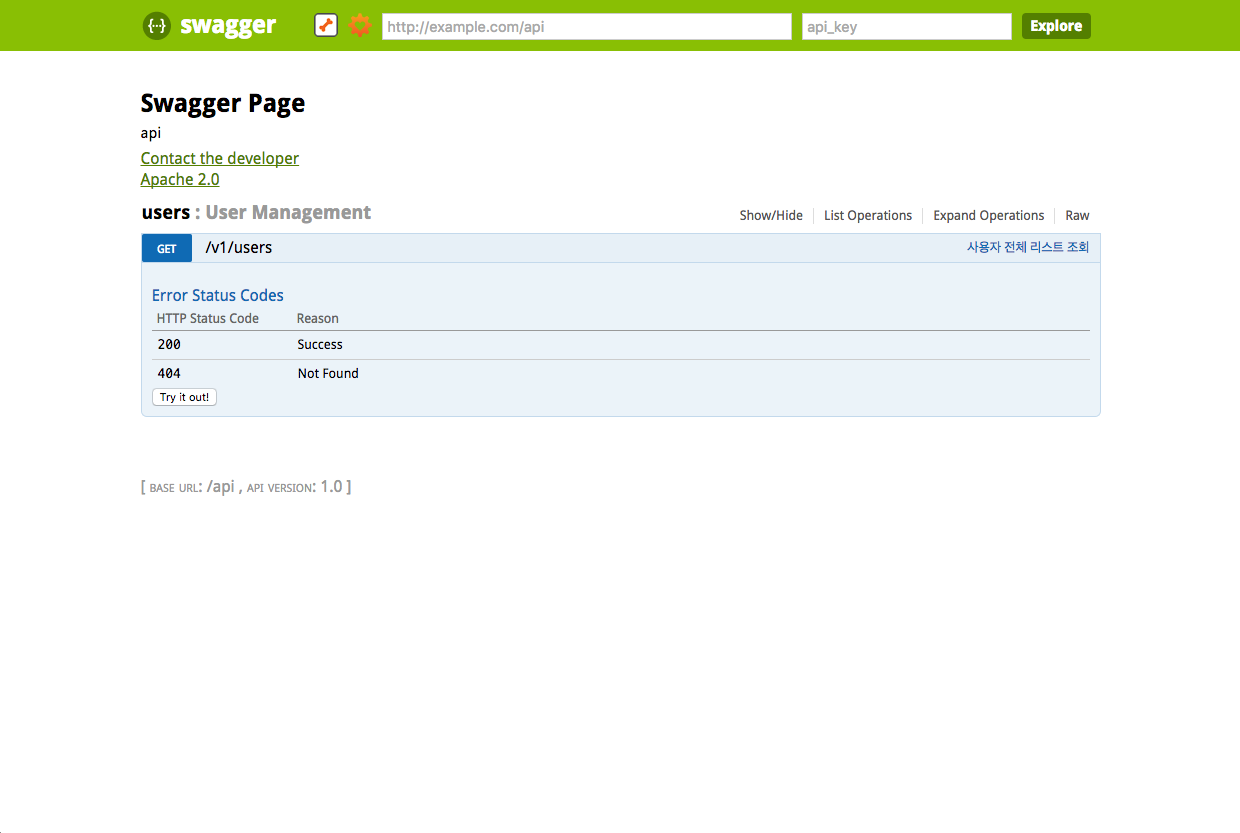 {···} swagger http://example.com/api api_key Explore
Swagger Page
api
Contact the developer
Apache 2.0
users : User Management Show/Hide List Operations Expand Operations Raw
GET /v1/users 사용자 전체 리스트 조회
Error Status Codes
HTTP Status Code Reason
200 Success
404 Not Found
Try it out!
[ BASE URL: /api , API VERSION: 1.0 ]